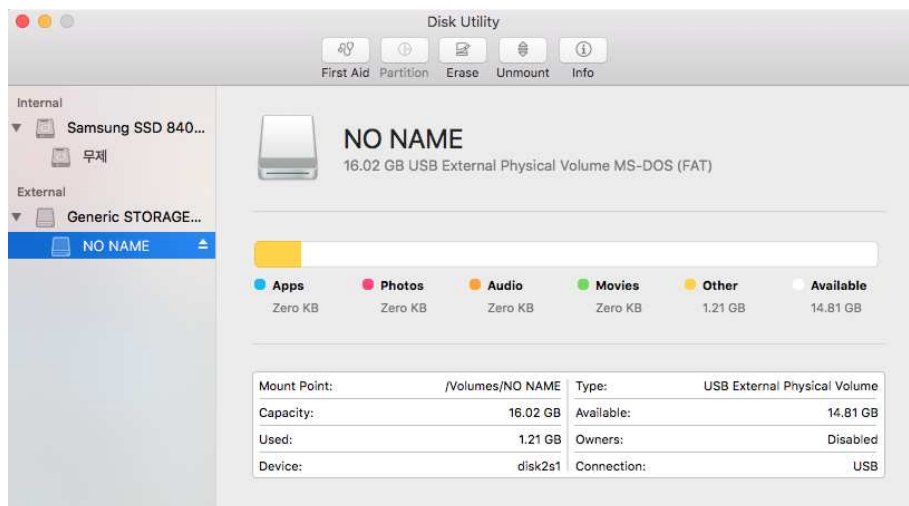 Disk Utility
First Aid Partition Erase Unmount Info
Internal
Samsung SSD 840...
무제
External
Generic STORAGE...
NO NAME
NO NAME
16.02 GB USB External Physical Volume MS-DOS (FAT)
Apps Photos Audio Movies Other Available
Zero KB Zero KB Zero KB Zero KB 1.21 GB 14.81 GB
Mount Point: /Volumes/NO NAME Type: USB External Physical Volume
Capacity: 16.02 GB Available: 14.81 GB
Used: 1.21 GB Owners: Disabled
Device: disk2s1 Connection: USB